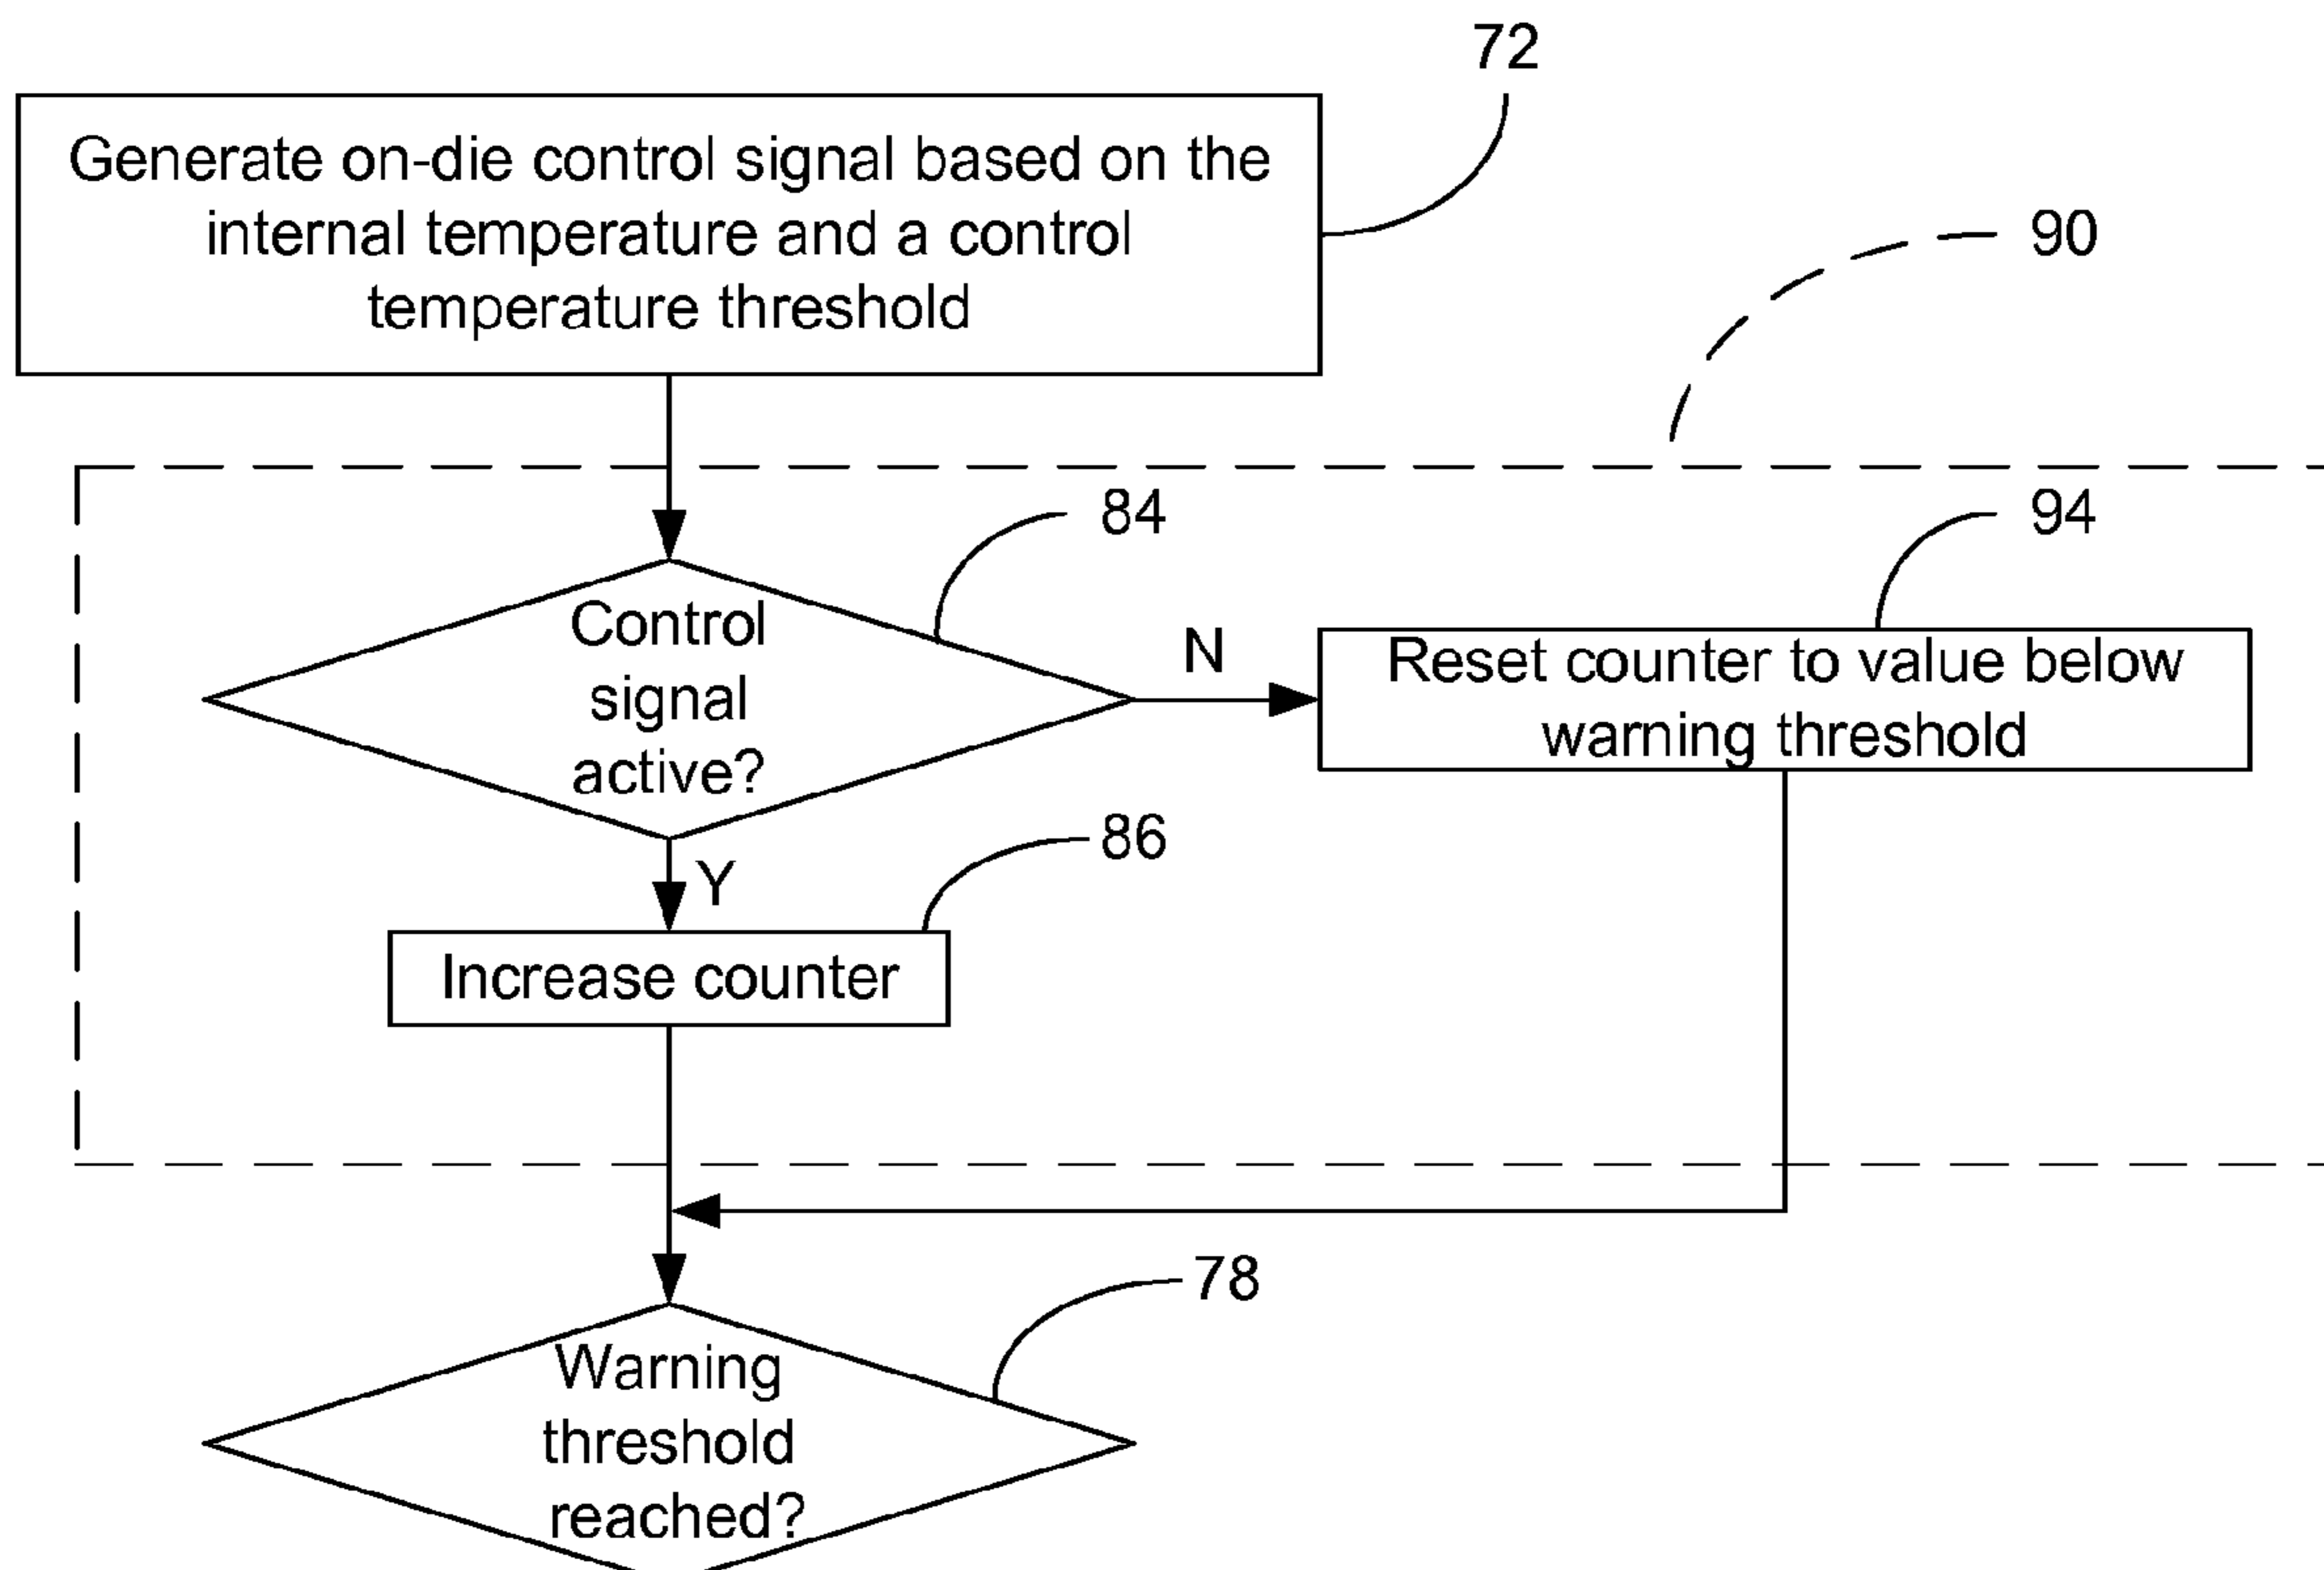 72
Generate on-die control signal based on the
internal temperature and a control
temperature threshold
90
84
94
Control
signal
active?
N
Reset counter to value below
warning threshold
86
Y
Increase counter
78
Warning
threshold
reached?